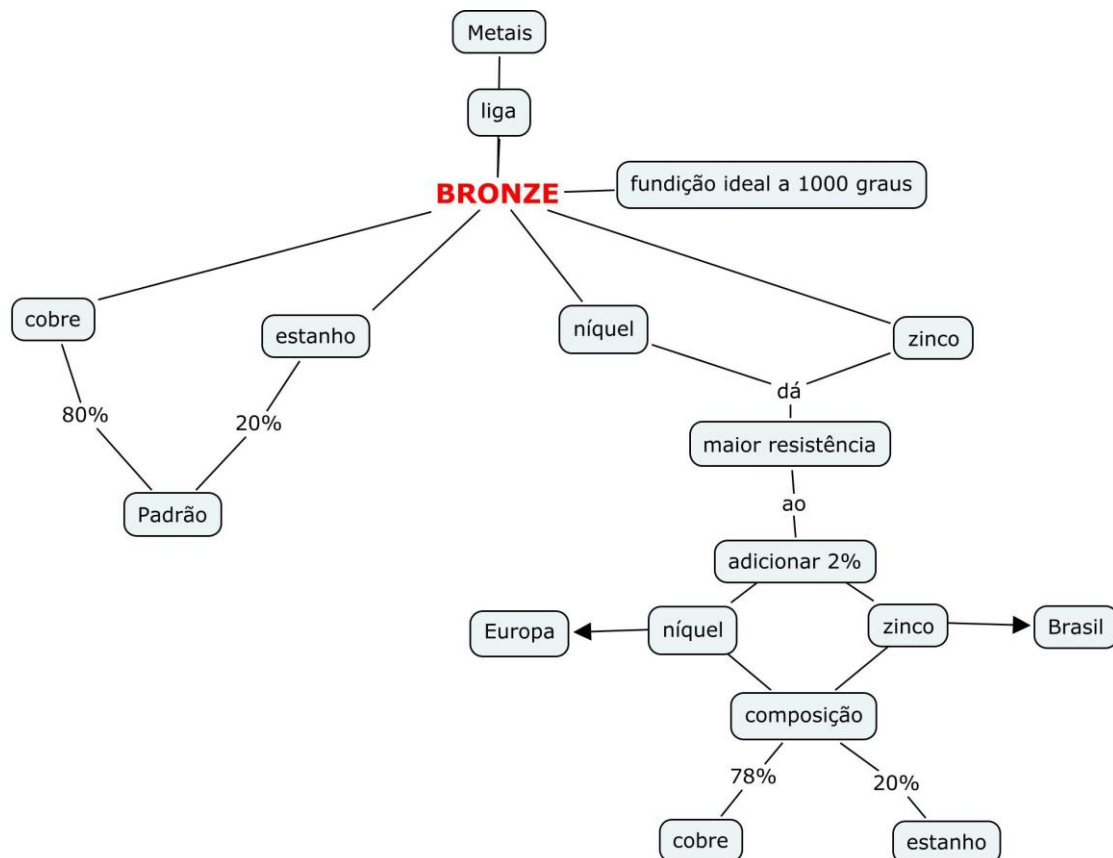 Metais
liga
BRONZE
fundição ideal a 1000 graus
cobre
estanho
níquel
zinco
80%
20%
Padrão
dá
maior resistência
ao
adicionar 2%
Europa
níquel
zinco
Brasil
composição
78%
20%
cobre
estanho